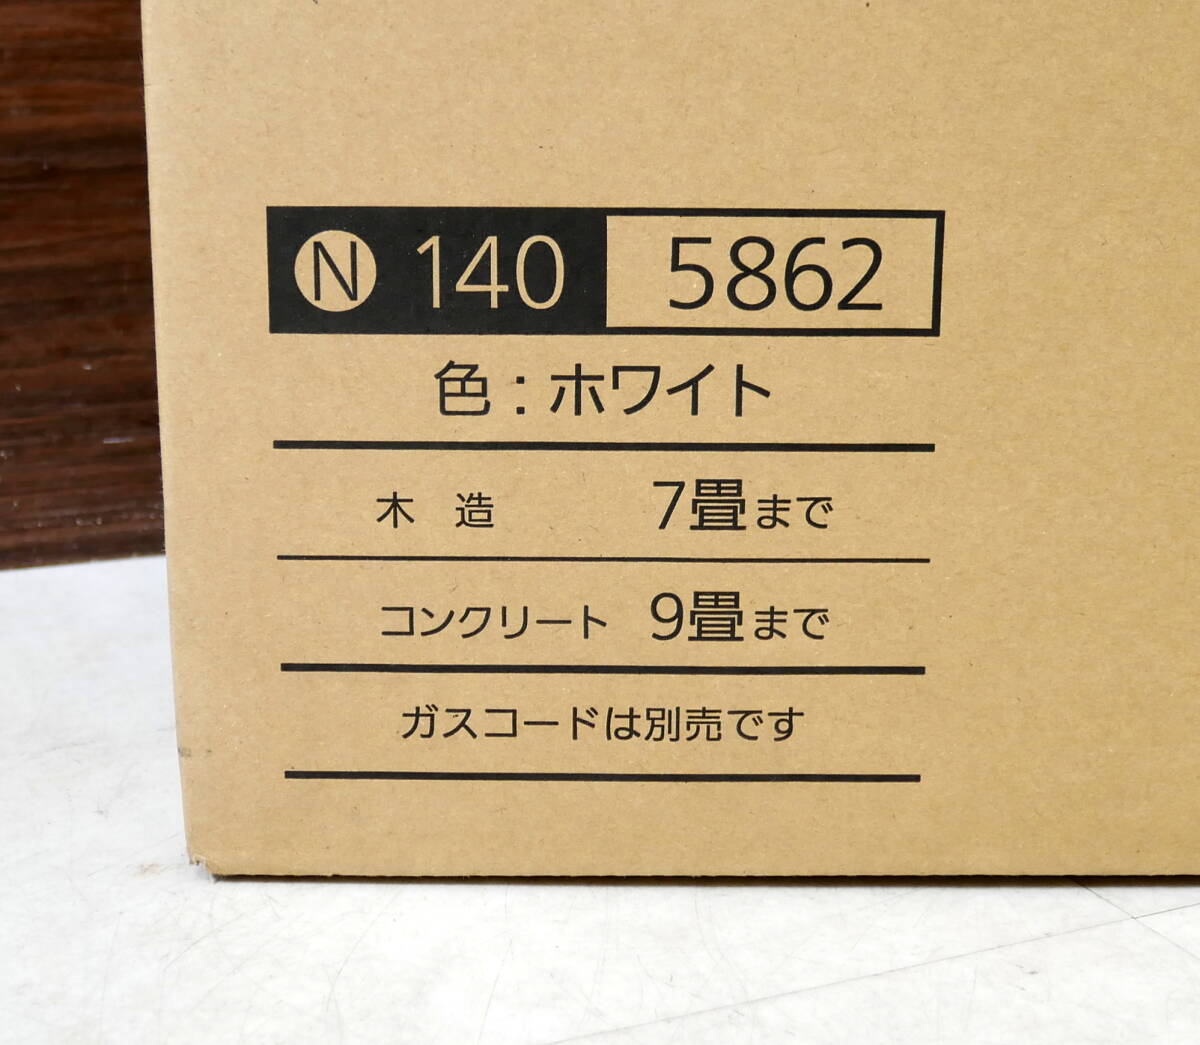 Ⓝ 140 5862
色：ホワイト
木造 7畳まで
コンクリート 9畳まで
ガスコードは別売です